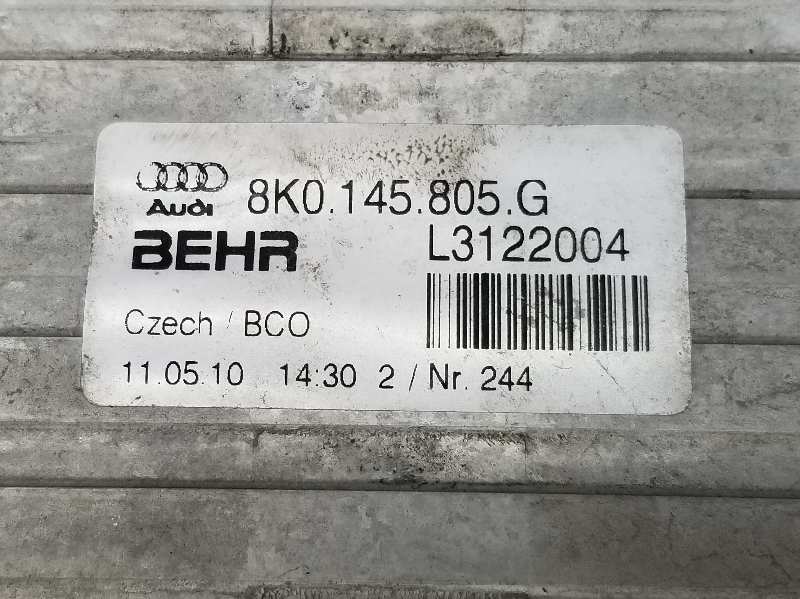 Audi 8K0.145.805.G
BEHR L3122004
Czech / BCO
11.05.10 14:30 2 / Nr. 244